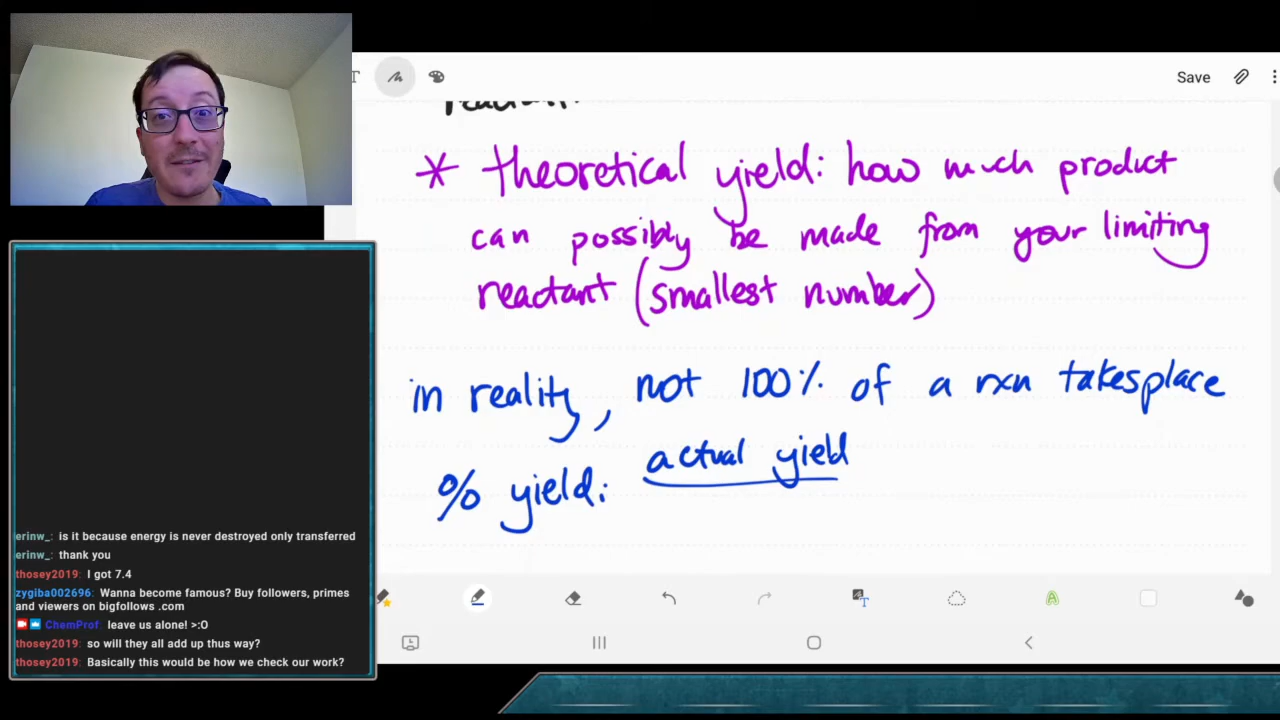 T
Save
reactant.
* theoretical yield: how much product
can possibly be made from your limiting
reactant (smallest number)
in reality, not 100% of a rxn takes place
% yield: actual yield
erinw_: is it because energy is never destroyed only transferred
erinw_: thank you
thosey2019: I got 7.4
zygiba002696: Wanna become famous? Buy followers, primes
and viewers on bigfollows .com
ChemProf: leave us alone! >:O
thosey2019: so will they all add up thus way?
thosey2019: Basically this would be how we check our work?
T
A